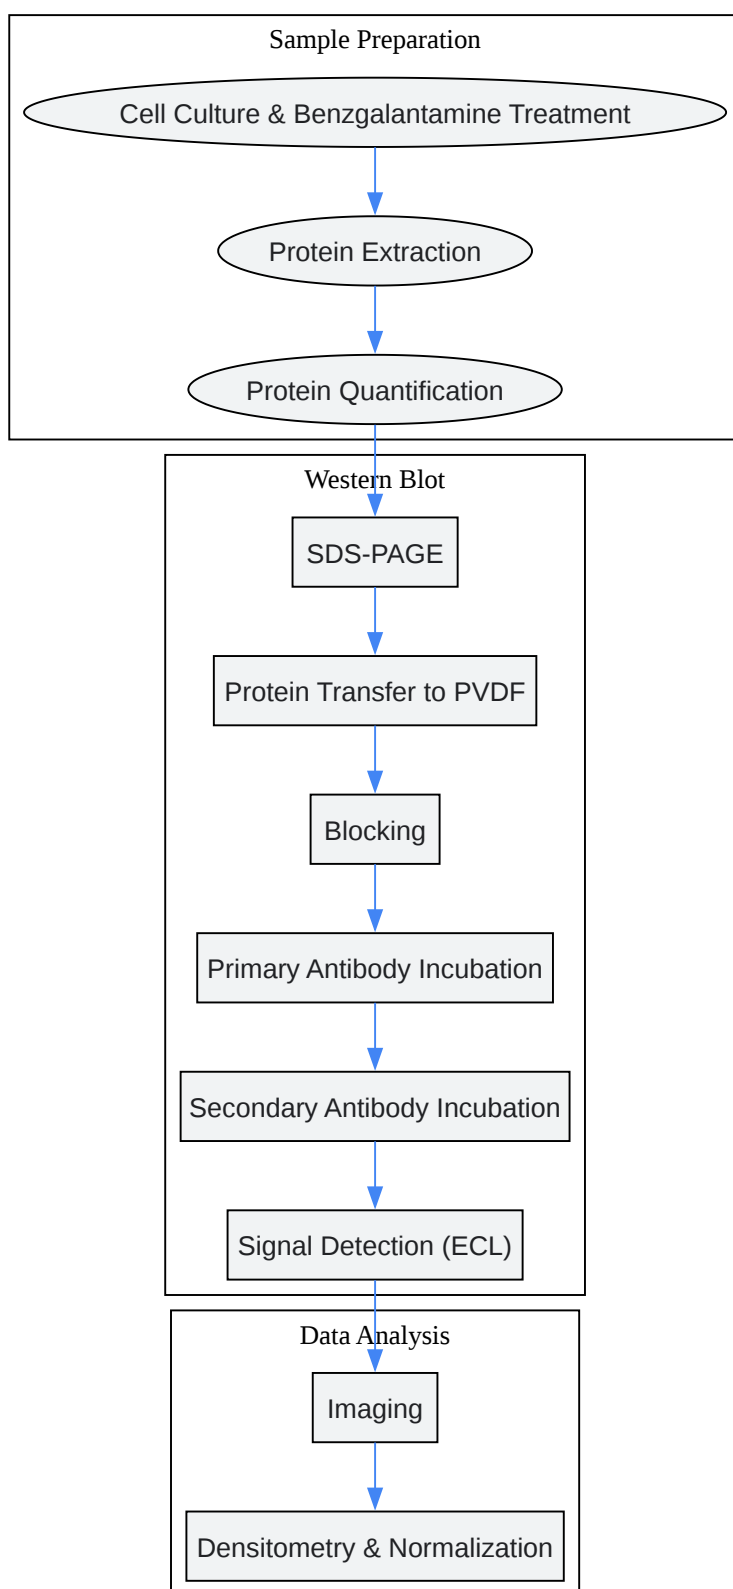 Sample Preparation
Cell Culture & Benzgalantamine Treatment
Protein Extraction
Protein Quantification
Western Blot
SDS-PAGE
Protein Transfer to PVDF
Blocking
Primary Antibody Incubation
Secondary Antibody Incubation
Signal Detection (ECL)
Data Analysis
Imaging
Densitometry & Normalization